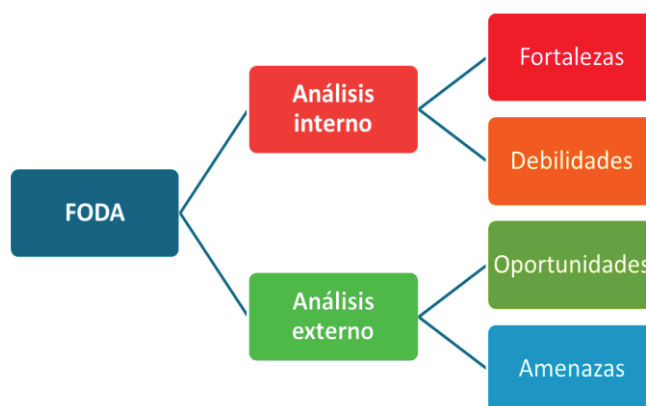 FODA
Análisis
interno
Fortalezas
Debilidades
Análisis
externo
Oportunidades
Amenazas